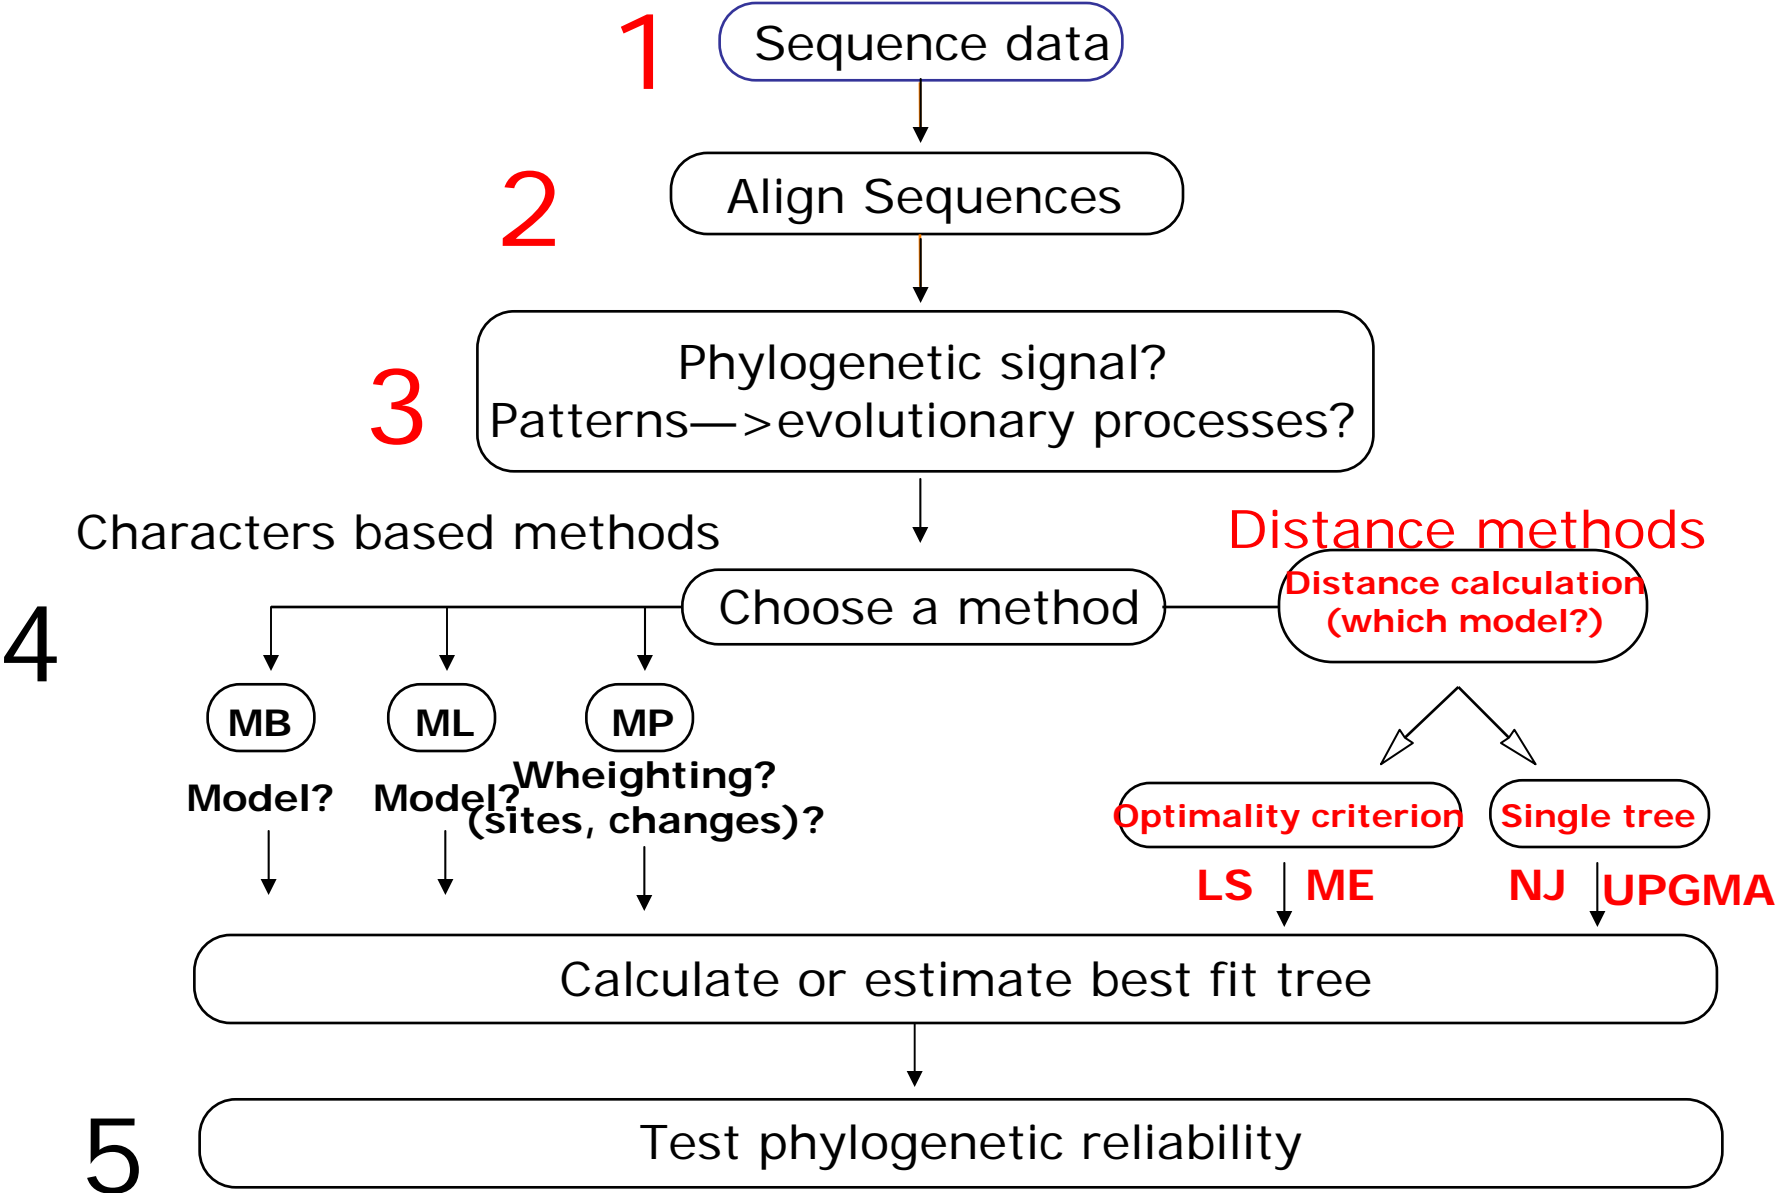 1
Sequence data
2
Align Sequences
3
Phylogenetic signal?
Patterns—>evolutionary processes?
Characters based methods
Distance methods
4
Choose a method
Distance calculation
(which model?)
MB
ML
MP
Model?
Model?
Wheighting?
(sites, changes)?
Optimality criterion
Single tree
LS
ME
NJ
UPGMA
Calculate or estimate best fit tree
5
Test phylogenetic reliability